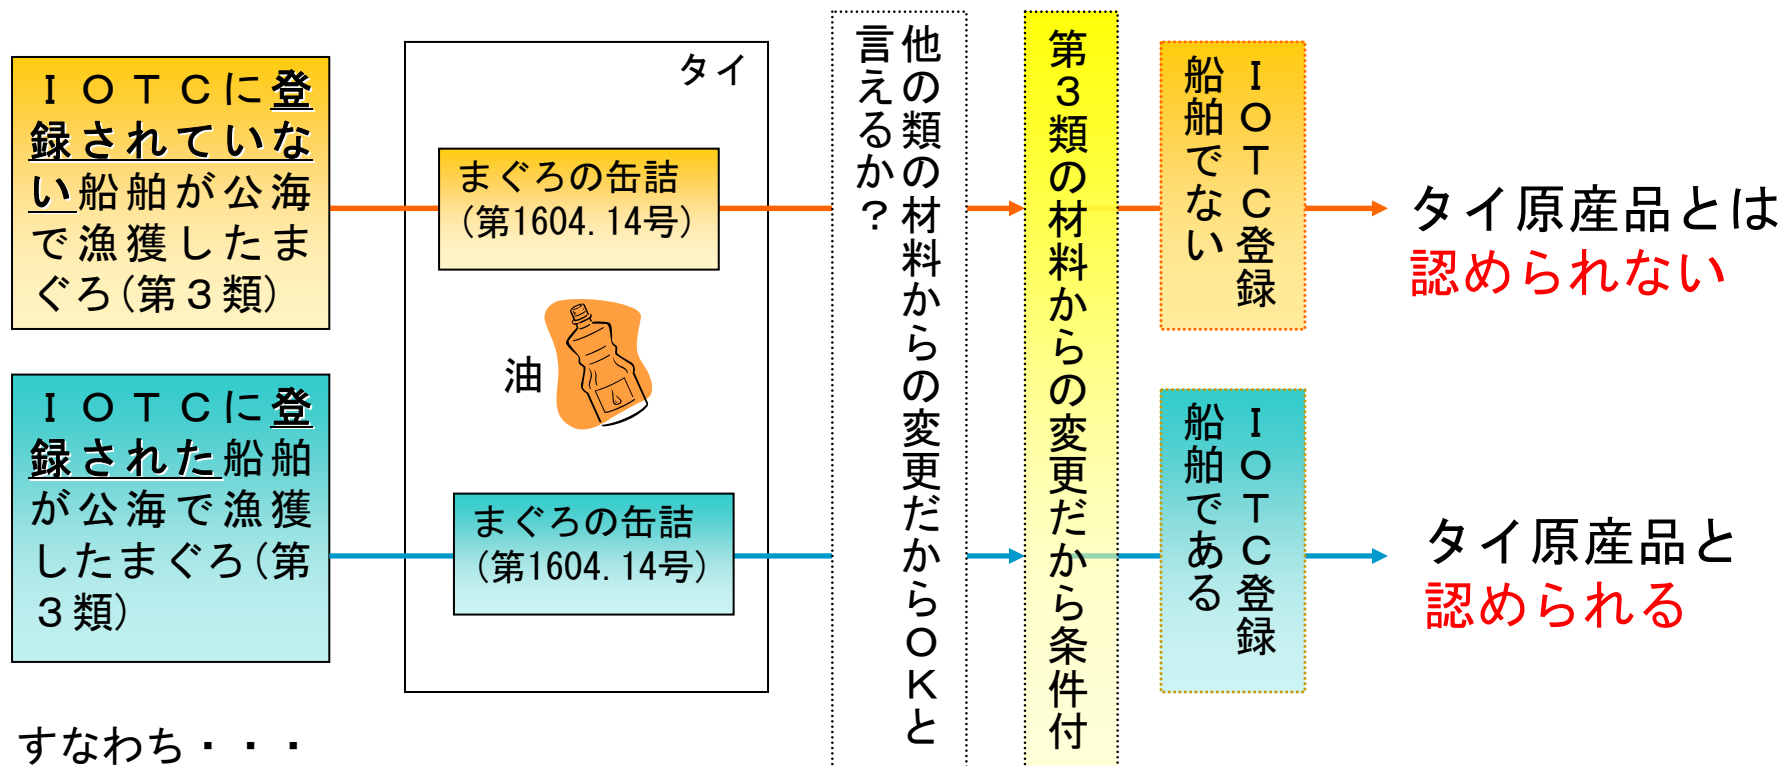 ＩＯＴＣに登
録されていな
い船舶が公海
で漁獲したま
ぐろ(第３類)
ＩＯＴＣに登
録された船舶
が公海で漁獲
したまぐろ(第
３類)
すなわち・・・
タイ
まぐろの缶詰
(第1604.14号)
油
まぐろの缶詰
(第1604.14号)
他の類の材料からの変更だからＯＫと
言えるか？
第３類の材料からの変更だから条件付
ＩＯＴＣ登録
船舶でない
ＩＯＴＣ登録
船舶である
タイ原産品とは
認められない
タイ原産品と
認められる